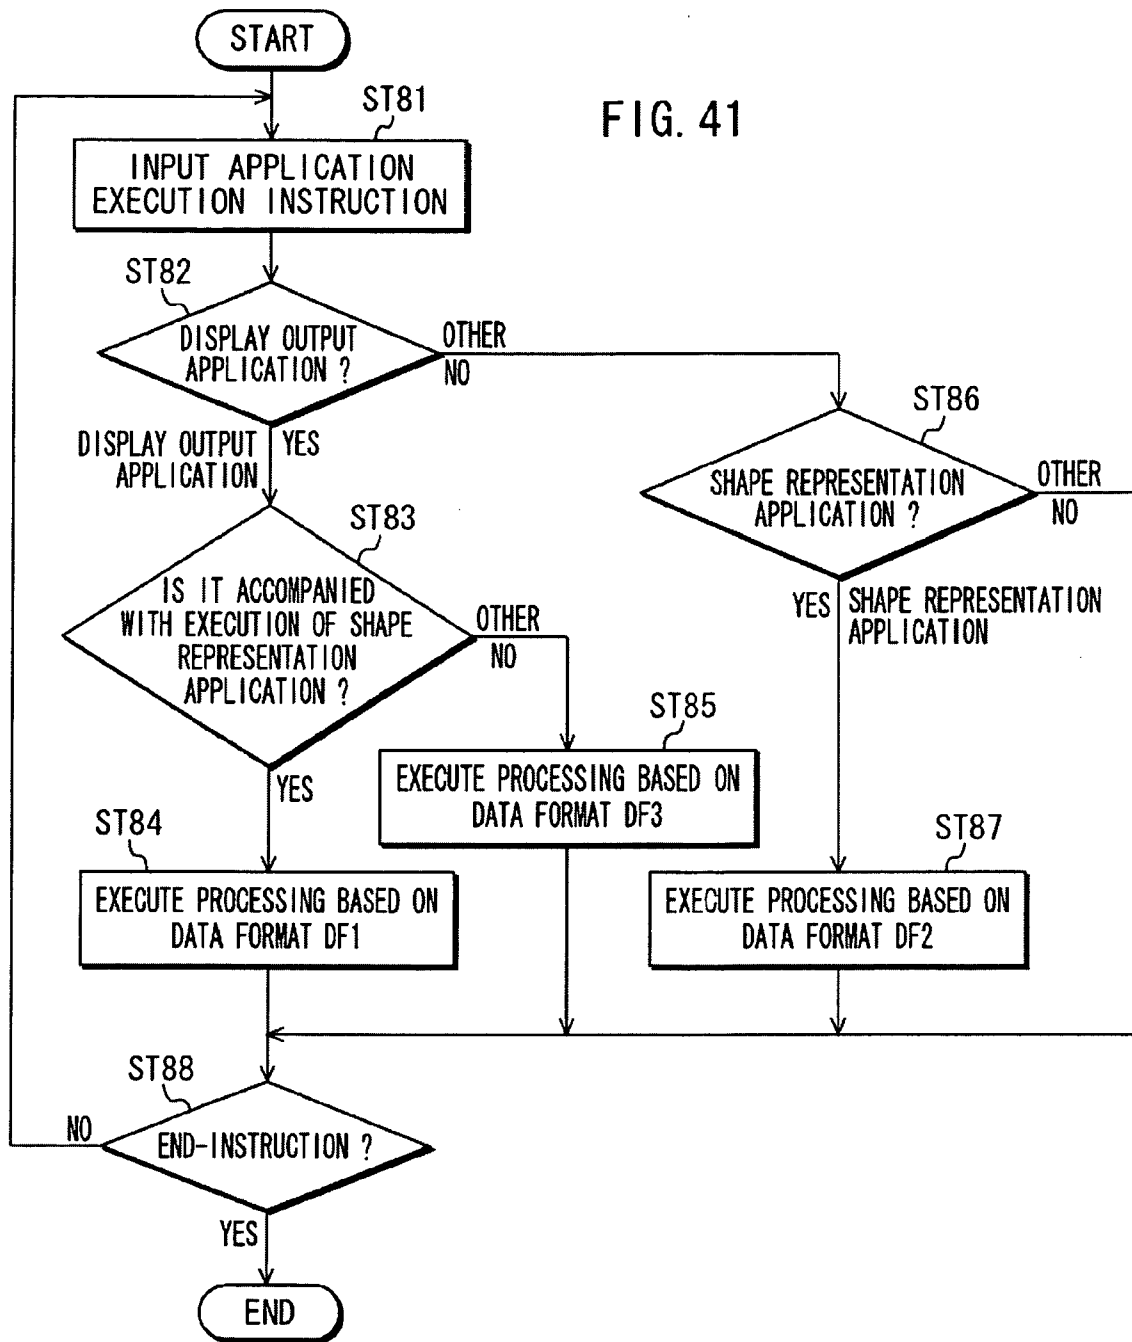 START
FIG. 41
ST81
INPUT APPLICATION
EXECUTION INSTRUCTION
ST82
DISPLAY OUTPUT
APPLICATION ?
OTHER
NO
DISPLAY OUTPUT
APPLICATION
YES
ST86
SHAPE REPRESENTATION
APPLICATION ?
OTHER
NO
YES
SHAPE REPRESENTATION
APPLICATION
ST83
IS IT ACCOMPANIED
WITH EXECUTION OF SHAPE
REPRESENTATION
APPLICATION ?
OTHER
NO
YES
ST85
EXECUTE PROCESSING BASED ON
DATA FORMAT DF3
ST84
EXECUTE PROCESSING BASED ON
DATA FORMAT DF1
ST87
EXECUTE PROCESSING BASED ON
DATA FORMAT DF2
ST88
END-INSTRUCTION ?
NO
YES
END